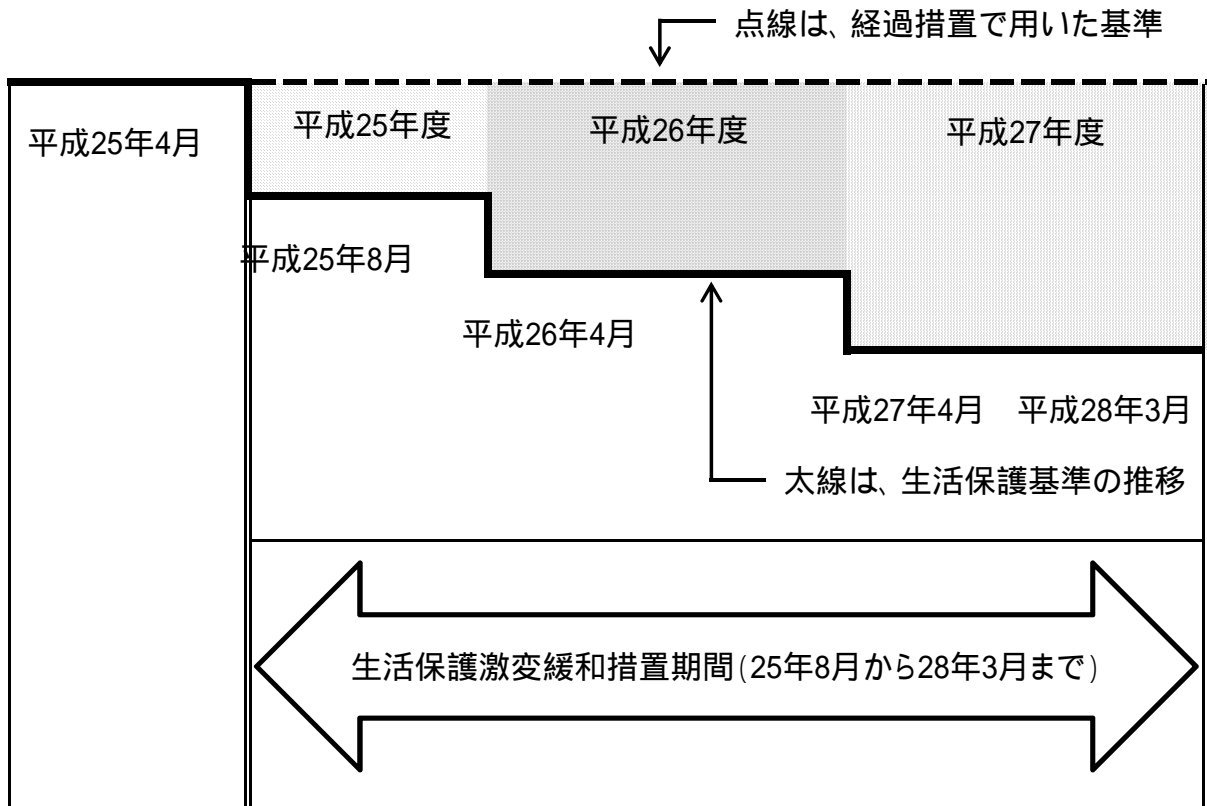 点線は、経過措置で用いた基準
平成25年4月
平成25年度
平成26年度
平成27年度
平成25年8月
平成26年4月
平成27年4月 平成28年3月
太線は、生活保護基準の推移
生活保護激変緩和措置期間(25年8月から28年3月まで)